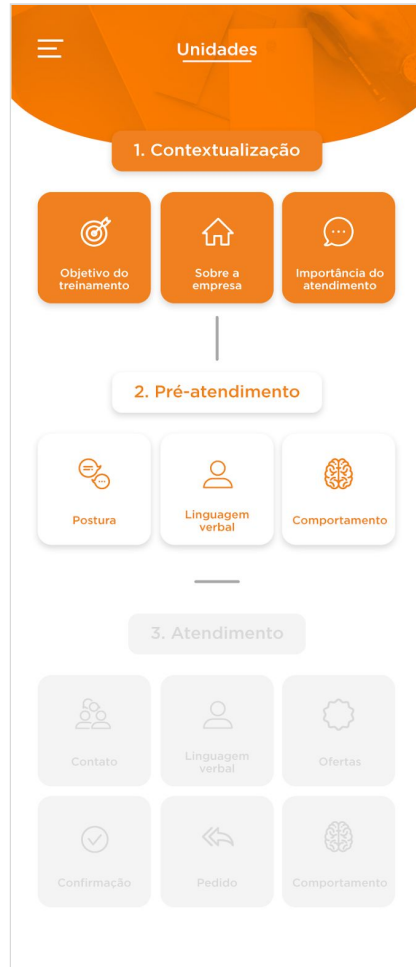 Unidades
1. Contextualização
Objetivo do
treinamento
Sobre a
empresa
Importância do
atendimento
2. Pré-atendimento
Postura
Linguagem
verbal
Comportamento
3. Atendimento
Contato
Linguagem
verbal
Ofertas
Confirmação
Pedido
Comportamento